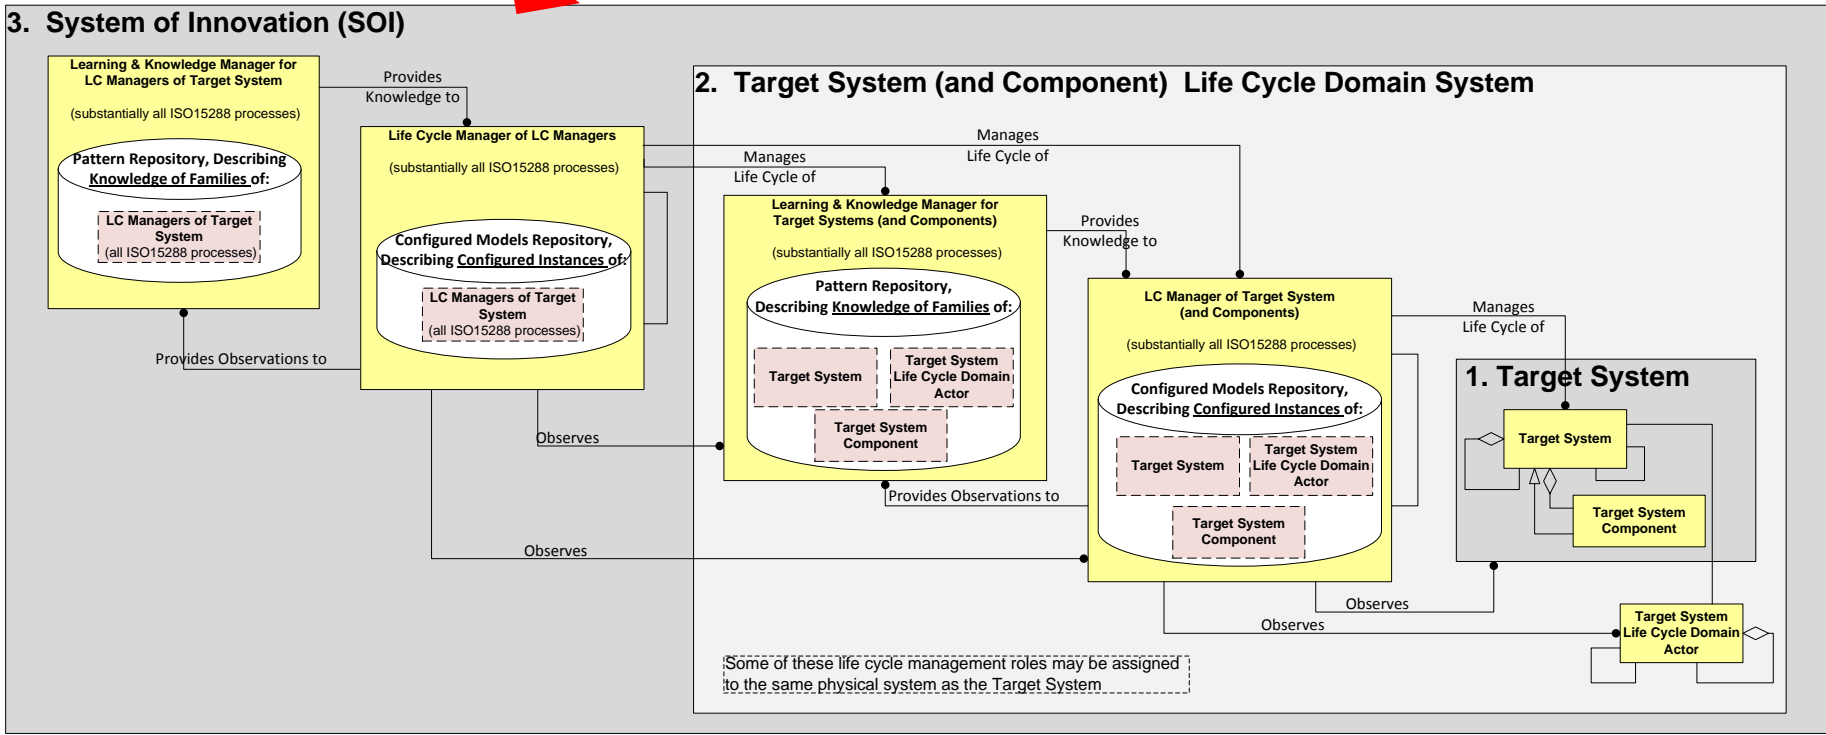 3.  System of Innovation (SOI)
Learning & Knowledge Manager for
LC Managers of Target System
(substantially all ISO15288 processes)
Pattern Repository, Describing
Knowledge of Families of:
LC Managers of Target
System
(all ISO15288 processes)
Provides
Knowledge to
Life Cycle Manager of LC Managers
(substantially all ISO15288 processes)
Configured Models Repository,
Describing Configured Instances of:
LC Managers of Target
System
(all ISO15288 processes)
Provides Observations to
Observes
Observes
2.  Target System (and Component)  Life Cycle Domain System
Manages
Life Cycle of
Manages
Life Cycle of
Learning & Knowledge Manager for
Target Systems (and Components)
(substantially all ISO15288 processes)
Pattern Repository,
Describing Knowledge of Families of:
Target System
Target System
Life Cycle Domain
Actor
Target System
Component
Provides
Knowledge to
Provides Observations to
LC Manager of Target System
(and Components)
(substantially all ISO15288 processes)
Configured Models Repository,
Describing Configured Instances of:
Target System
Target System
Life Cycle Domain
Actor
Target System
Component
Manages
Life Cycle of
1. Target System
Target System
Target System
Component
Observes
Observes
Target System
Life Cycle Domain
Actor
Some of these life cycle management roles may be assigned
to the same physical system as the Target System